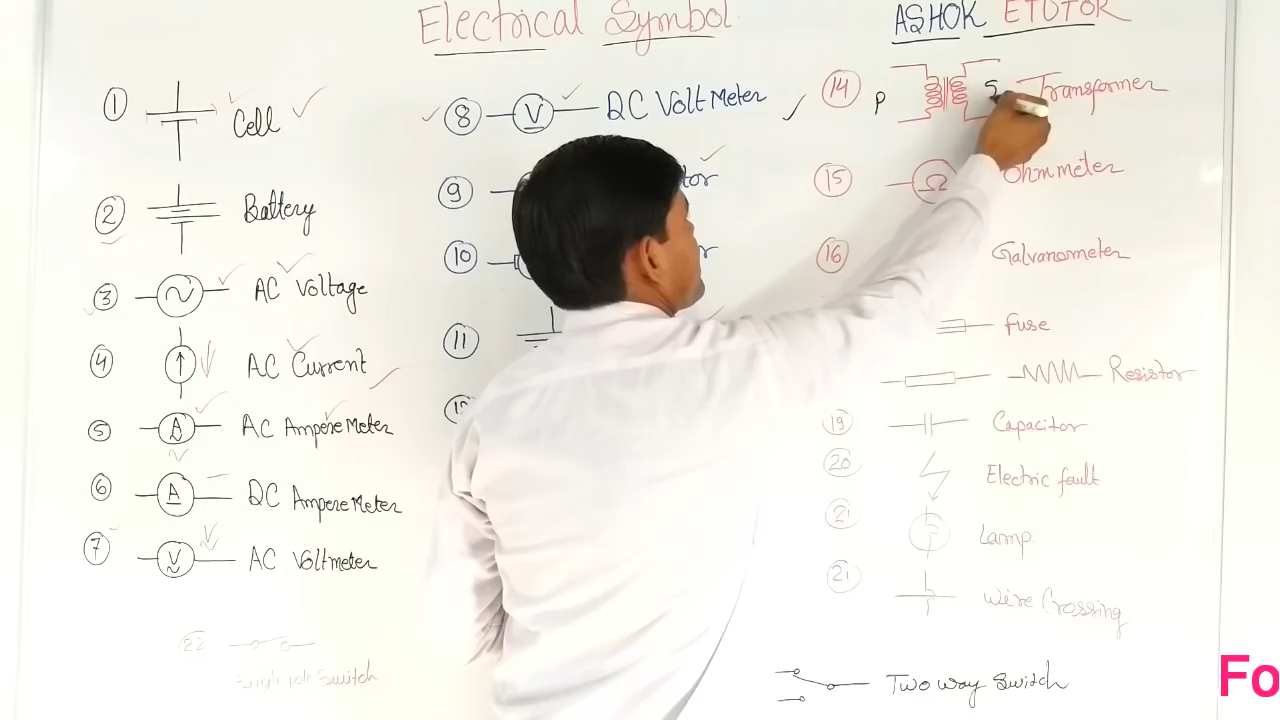 Electrical Symbol
ASHOK ETUTOR
1 Cell
2 Battery
3 AC Voltage
4 AC Current
5 A AC Ampere Meter
6 A DC Ampere Meter
7 V AC Voltmeter
22
Switch
8 V DC Volt Meter
9
10
11
14 P S Transformer
15 Ω Ohmmeter
16 Galvanometer
fuse
Resistor
19 Capacitor
20 Electric fault
21 Lamp
21 Wire Crossing
Two way Switch
Fo